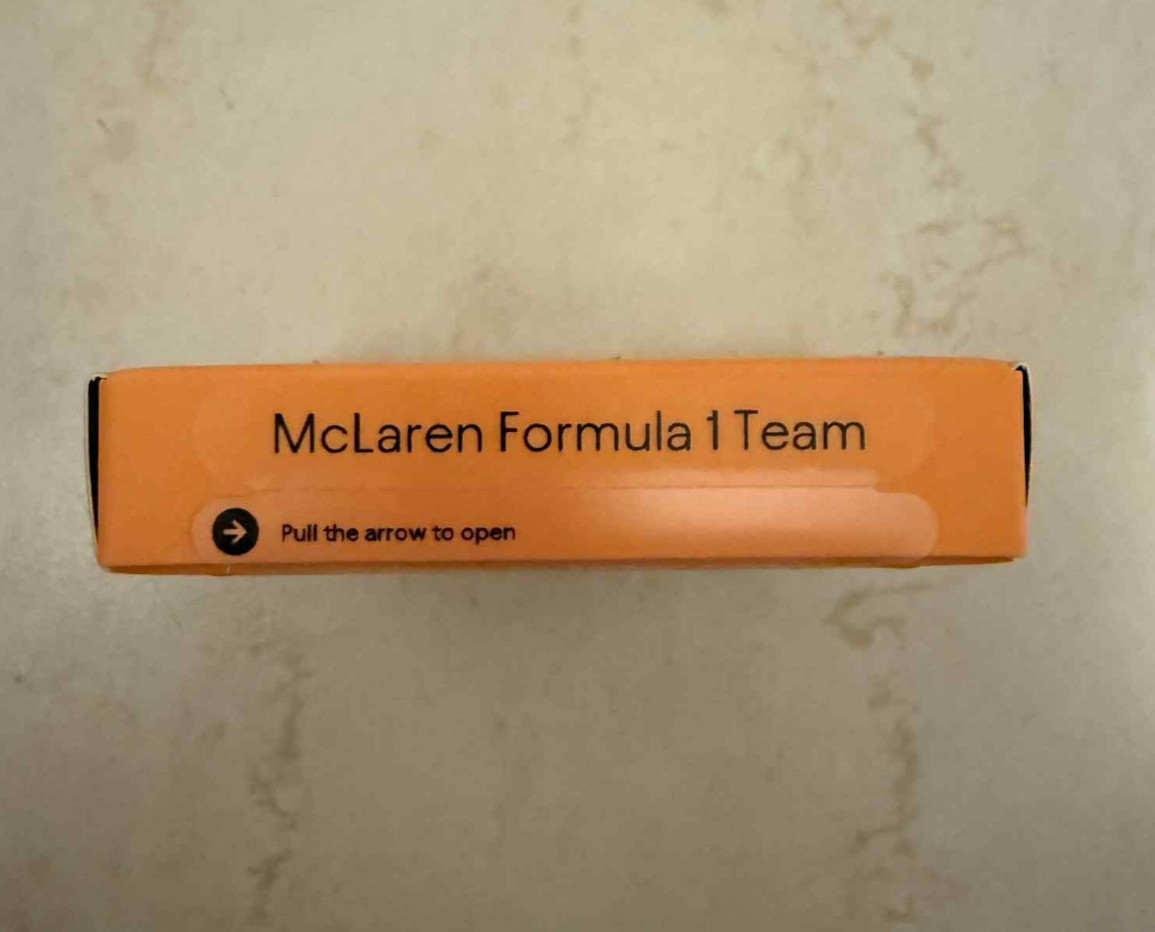 McLaren Formula 1 Team
Pull the arrow to open